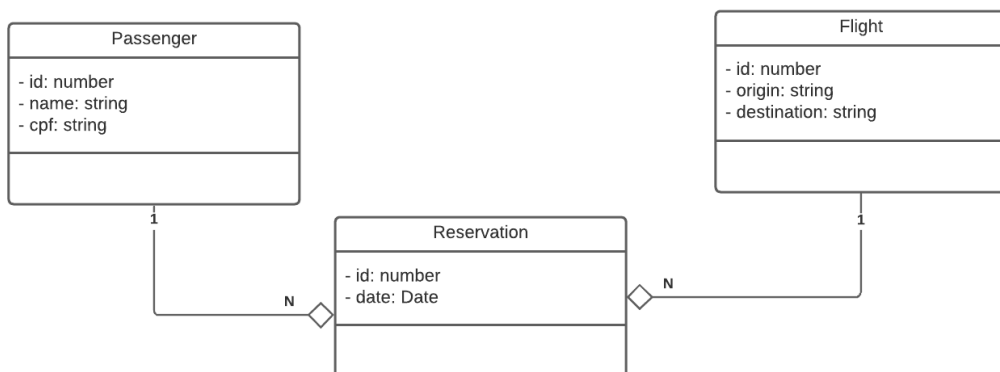 Passenger
- id: number
- name: string
- cpf: string
Flight
- id: number
- origin: string
- destination: string
1
1
Reservation
- id: number
- date: Date
N
N